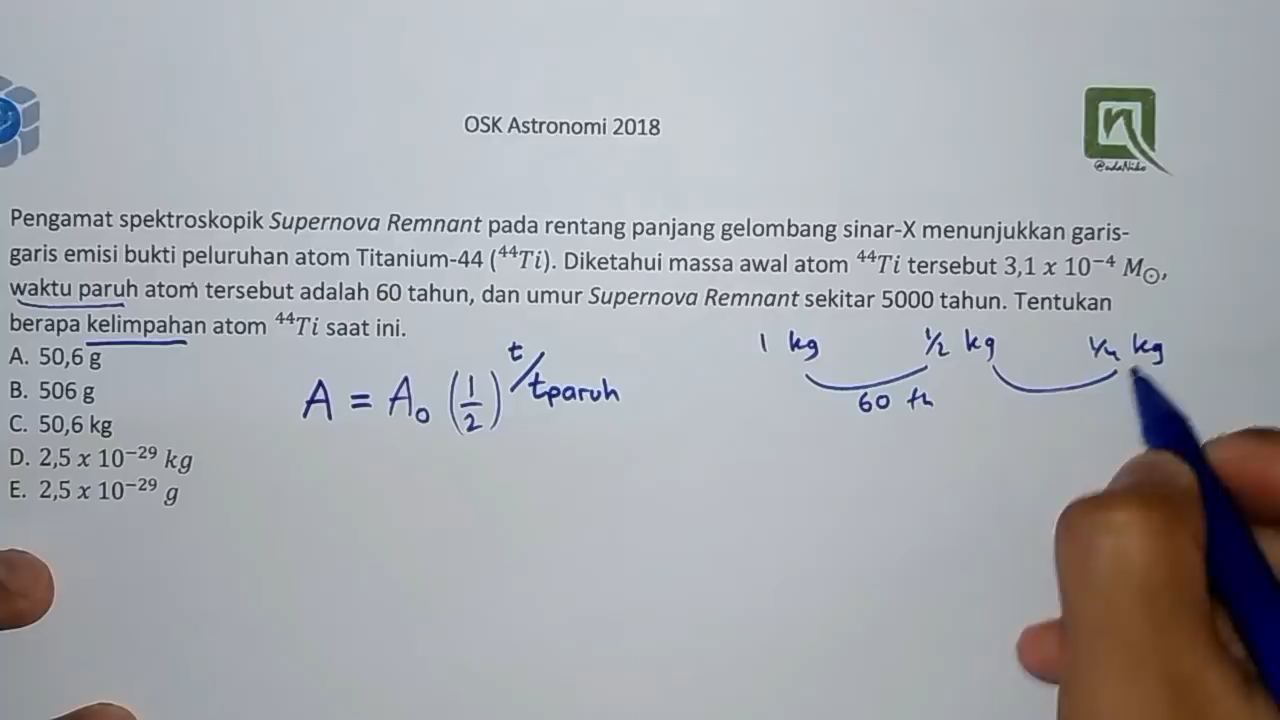 OSK Astronomi 2018
@udaNiko
Pengamat spektroskopik Supernova Remnant pada rentang panjang gelombang sinar-X menunjukkan garis-
garis emisi bukti peluruhan atom Titanium-44 (⁴⁴Ti). Diketahui massa awal atom ⁴⁴Ti tersebut 3,1 x 10⁻⁴ M⊙,
waktu paruh atom tersebut adalah 60 tahun, dan umur Supernova Remnant sekitar 5000 tahun. Tentukan
berapa kelimpahan atom ⁴⁴Ti saat ini.
A. 50,6 g
B. 506 g
C. 50,6 kg
D. 2,5 x 10⁻²⁹ kg
E. 2,5 x 10⁻²⁹ g
A = A₀ (1/2)^(t/tparuh)
1 kg ½ kg ¼ kg
60 th